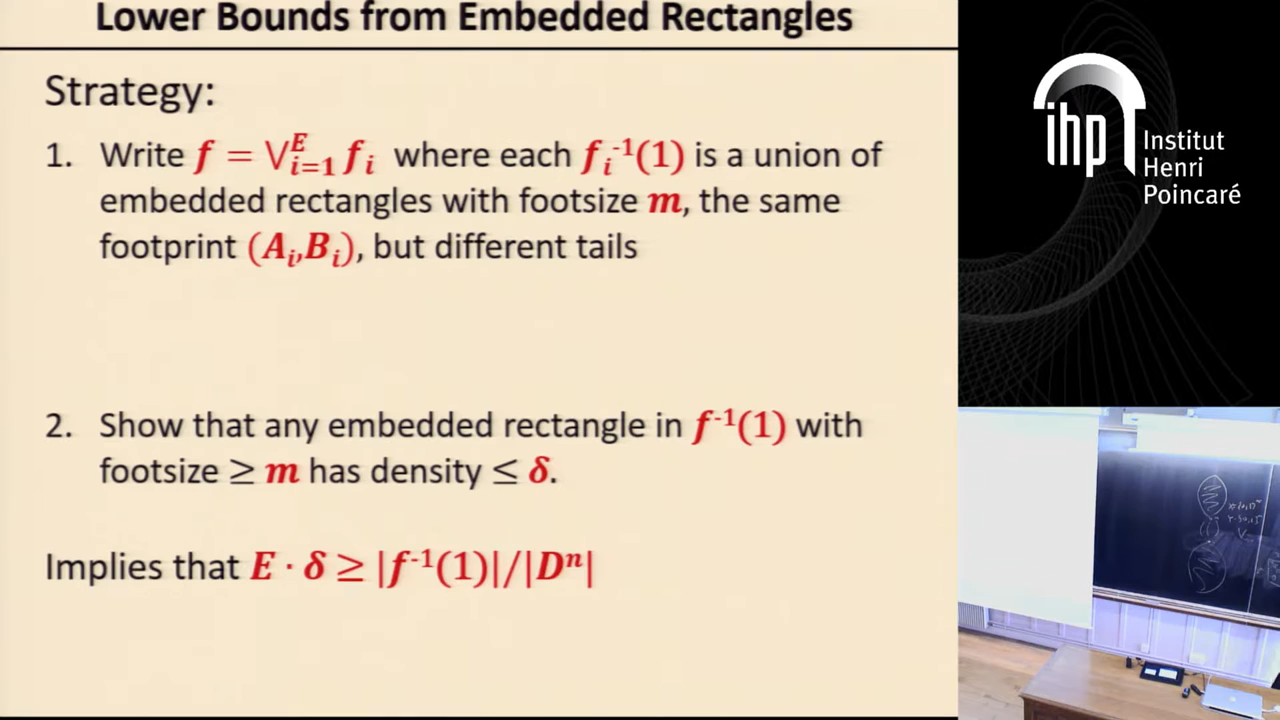 Lower Bounds from Embedded Rectangles
Strategy:
1. Write f = ⋁ᴱᵢ₌₁ fᵢ where each fᵢ⁻¹(1) is a union of
embedded rectangles with footsize m, the same
footprint (Aᵢ,Bᵢ), but different tails
2. Show that any embedded rectangle in f⁻¹(1) with
footsize ≥ m has density ≤ δ.
Implies that E · δ ≥ |f⁻¹(1)|/|Dⁿ|
ihp
Institut
Henri
Poincaré